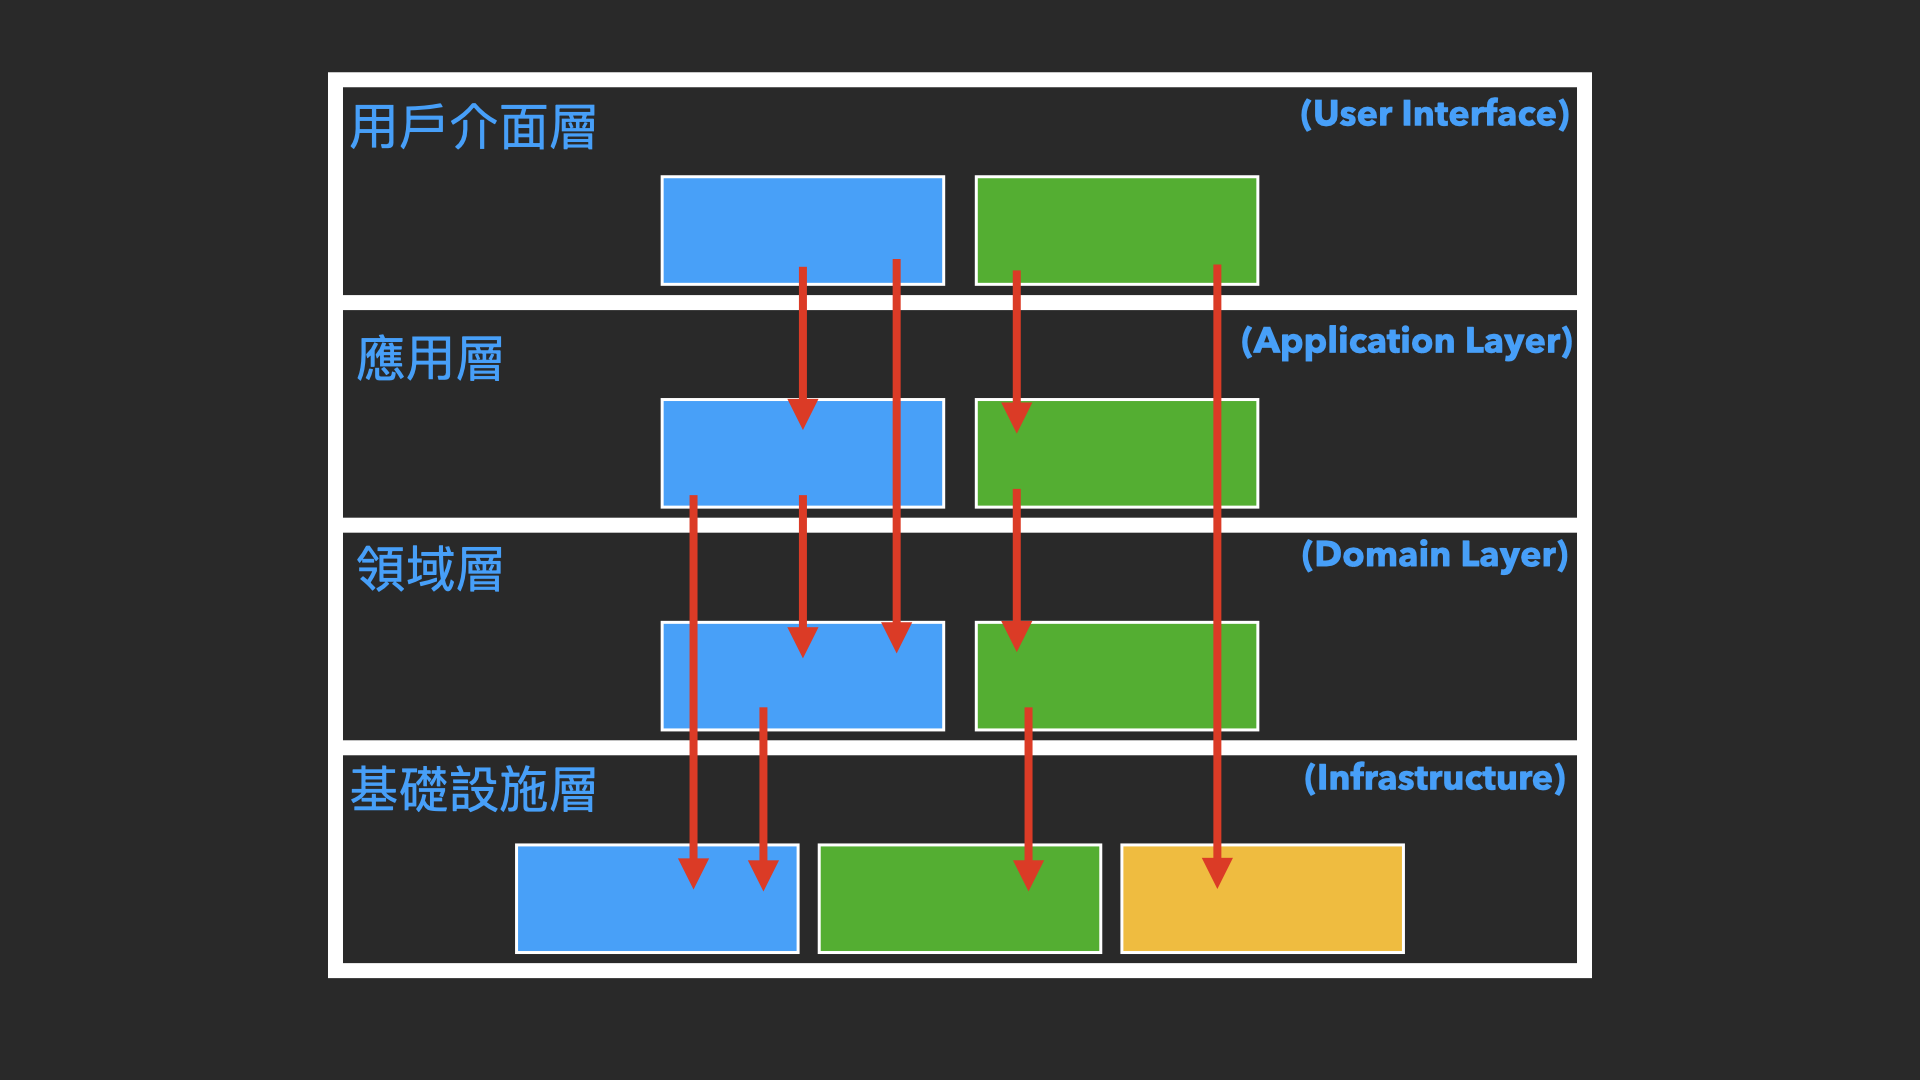 用戶介面層
(User Interface)
應用層
(Application Layer)
領域層
(Domain Layer)
基礎設施層
(Infrastructure)